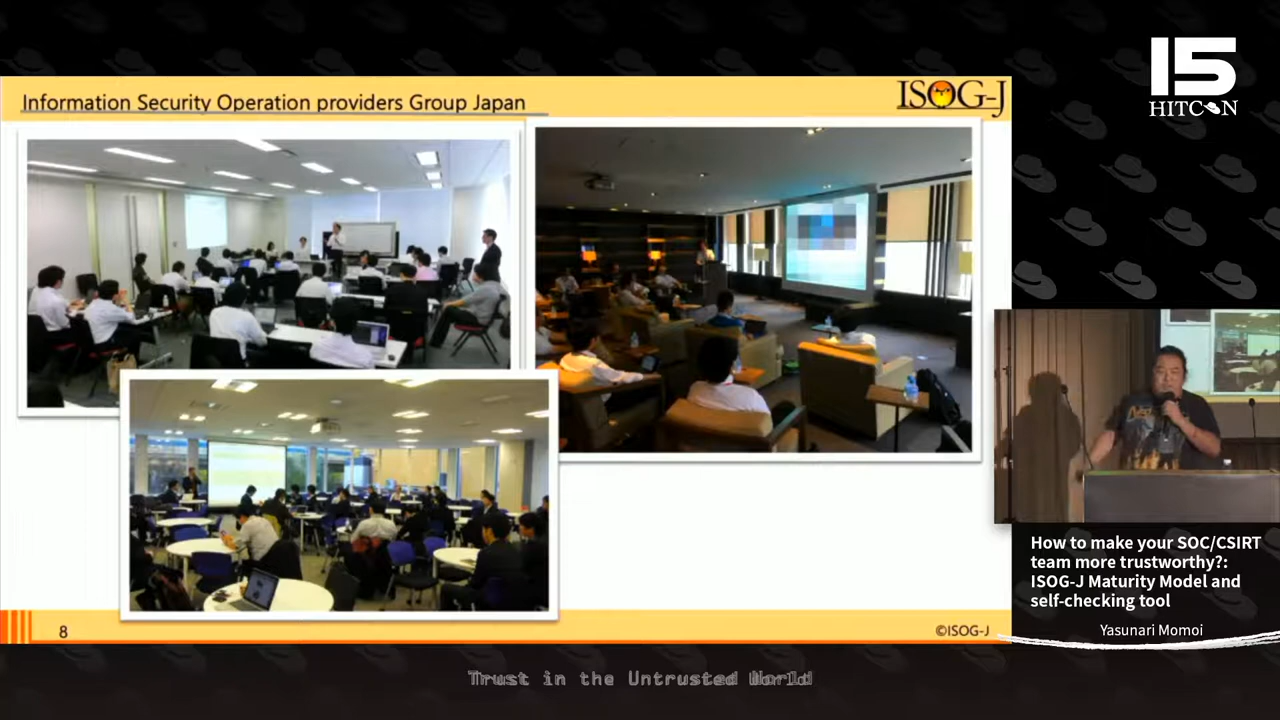 Information Security Operation providers Group Japan
ISOG-J
15
HITCON
How to make your SOC/CSIRT
team more trustworthy?:
ISOG-J Maturity Model and
self-checking tool
Yasunari Momoi
8
©ISOG-J
Trust in the Untrusted World